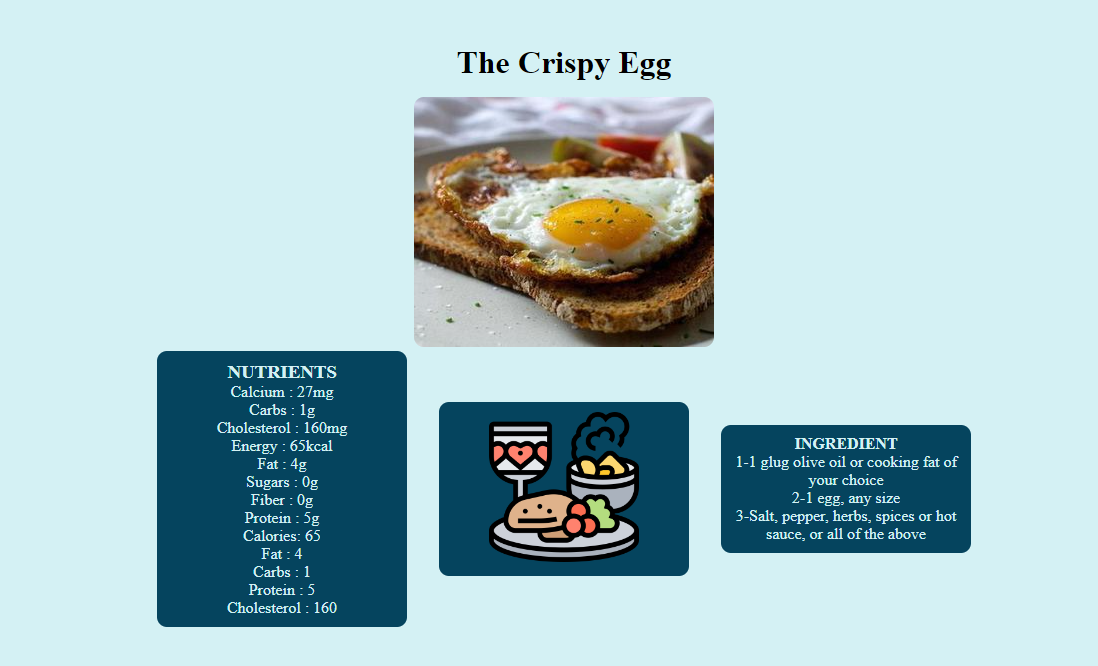 The Crispy Egg
NUTRIENTS
Calcium : 27mg
Carbs : 1g
Cholesterol : 160mg
Energy : 65kcal
Fat : 4g
Sugars : 0g
Fiber : 0g
Protein : 5g
Calories: 65
Fat : 4
Carbs : 1
Protein : 5
Cholesterol : 160
INGREDIENT
1-1 glug olive oil or cooking fat of
your choice
2-1 egg, any size
3-Salt, pepper, herbs, spices or hot
sauce, or all of the above